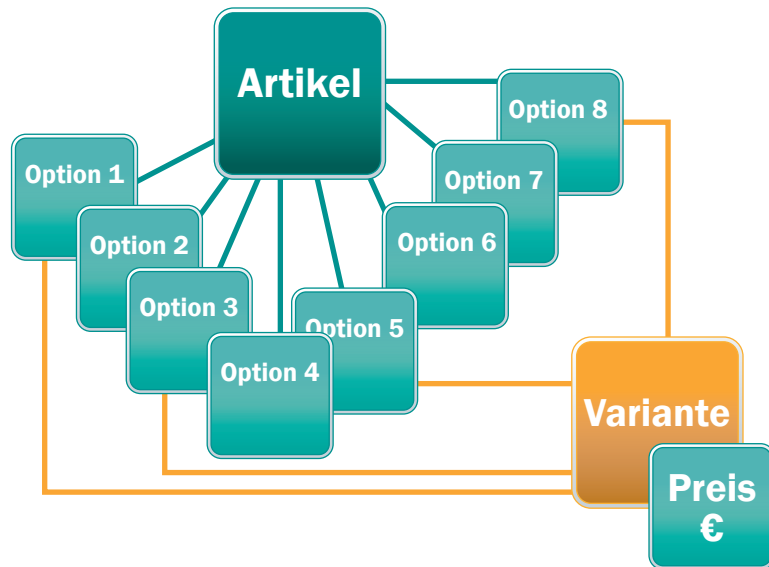 Artikel
Option 1
Option 2
Option 3
Option 4
Option 5
Option 6
Option 7
Option 8
Variante
Preis
€